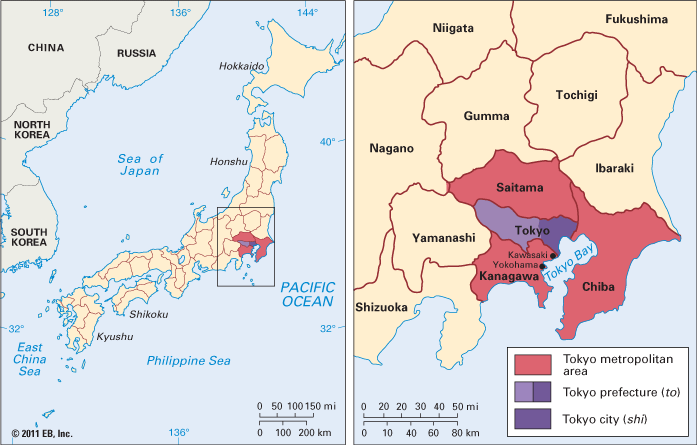 128°
136°
144°
CHINA
RUSSIA
Hokkaido
NORTH
KOREA
40°
40°
Sea of
Japan
Honshu
SOUTH
KOREA
PACIFIC
OCEAN
Shikoku
32°
32°
Kyushu
East
China
Sea
Philippine Sea
0 50 100 150 mi
0 100 200 km
© 2011 EB, Inc.
136°
Niigata
Fukushima
Tochigi
Gumma
Nagano
Ibaraki
Saitama
Tokyo
Yamanashi
Kawasaki
Yokohama
Tokyo Bay
Kanagawa
Chiba
Shizuoka
Tokyo metropolitan
area
Tokyo prefecture (to)
Tokyo city (shi)
0 10 20 30 40 50 mi
0 20 40 60 80 km